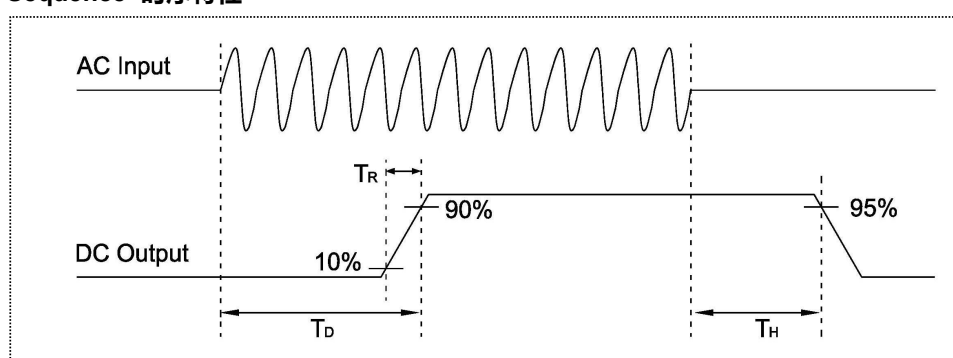 AC Input
TR
90%
95%
DC Output
10%
TD
TH